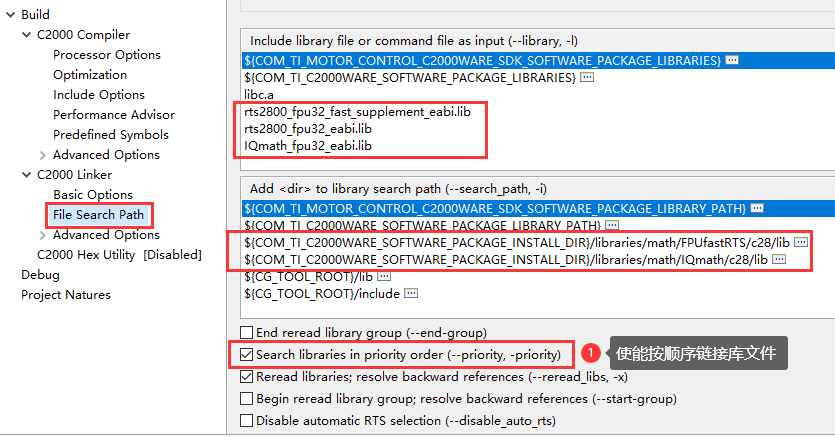 Build
C2000 Compiler
Processor Options
Optimization
Include Options
Performance Advisor
Predefined Symbols
Advanced Options
C2000 Linker
Basic Options
File Search Path
Advanced Options
C2000 Hex Utility [Disabled]
Debug
Project Natures
Include library file or command file as input (--library, -l)
${COM_TI_MOTOR_CONTROL_C2000WARE_SDK_SOFTWARE_PACKAGE_LIBRARIES}
${COM_TI_C2000WARE_SOFTWARE_PACKAGE_LIBRARIES}
libc.a
rts2800_fpu32_fast_supplement_eabi.lib
rts2800_fpu32_eabi.lib
IQmath_fpu32_eabi.lib
Add <dir> to library search path (--search_path, -i)
${COM_TI_MOTOR_CONTROL_C2000WARE_SDK_SOFTWARE_PACKAGE_LIBRARY_PATH}
${COM_TI_C2000WARE_SOFTWARE_PACKAGE_LIBRARY_PATH}
${COM_TI_C2000WARE_SOFTWARE_PACKAGE_INSTALL_DIR}/libraries/math/FPUfastRTS/c28/lib
${COM_TI_C2000WARE_SOFTWARE_PACKAGE_INSTALL_DIR}/libraries/math/IQmath/c28/lib
${CG_TOOL_ROOT}/lib
${CG_TOOL_ROOT}/include
End reread library group (--end-group)
Search libraries in priority order (--priority, -priority)
1 使能按顺序链接库文件
Reread libraries; resolve backward references (--reread_libs, -x)
Begin reread library group; resolve backward references (--start-group)
Disable automatic RTS selection (--disable_auto_rts)